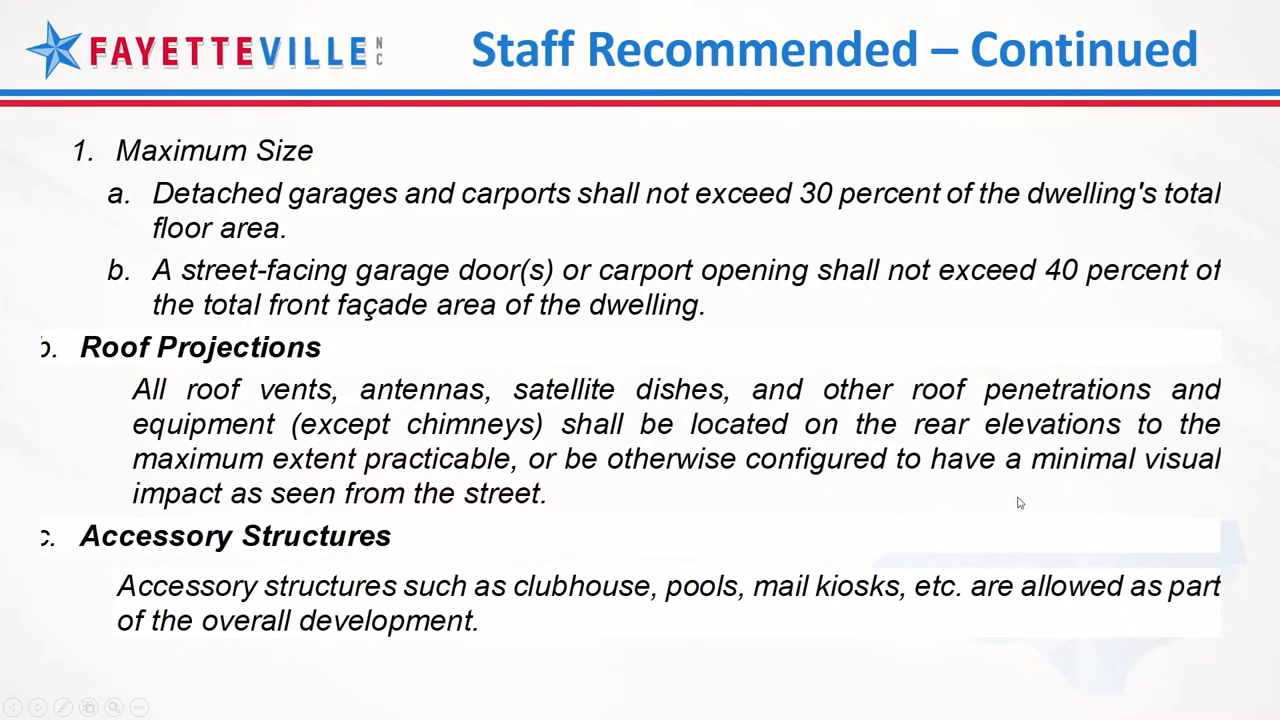 FAYETTEVILLE NC
Staff Recommended – Continued
1. Maximum Size
a. Detached garages and carports shall not exceed 30 percent of the dwelling's total
floor area.
b. A street-facing garage door(s) or carport opening shall not exceed 40 percent of
the total front façade area of the dwelling.
b. Roof Projections
All roof vents, antennas, satellite dishes, and other roof penetrations and
equipment (except chimneys) shall be located on the rear elevations to the
maximum extent practicable, or be otherwise configured to have a minimal visual
impact as seen from the street.
c. Accessory Structures
Accessory structures such as clubhouse, pools, mail kiosks, etc. are allowed as part
of the overall development.